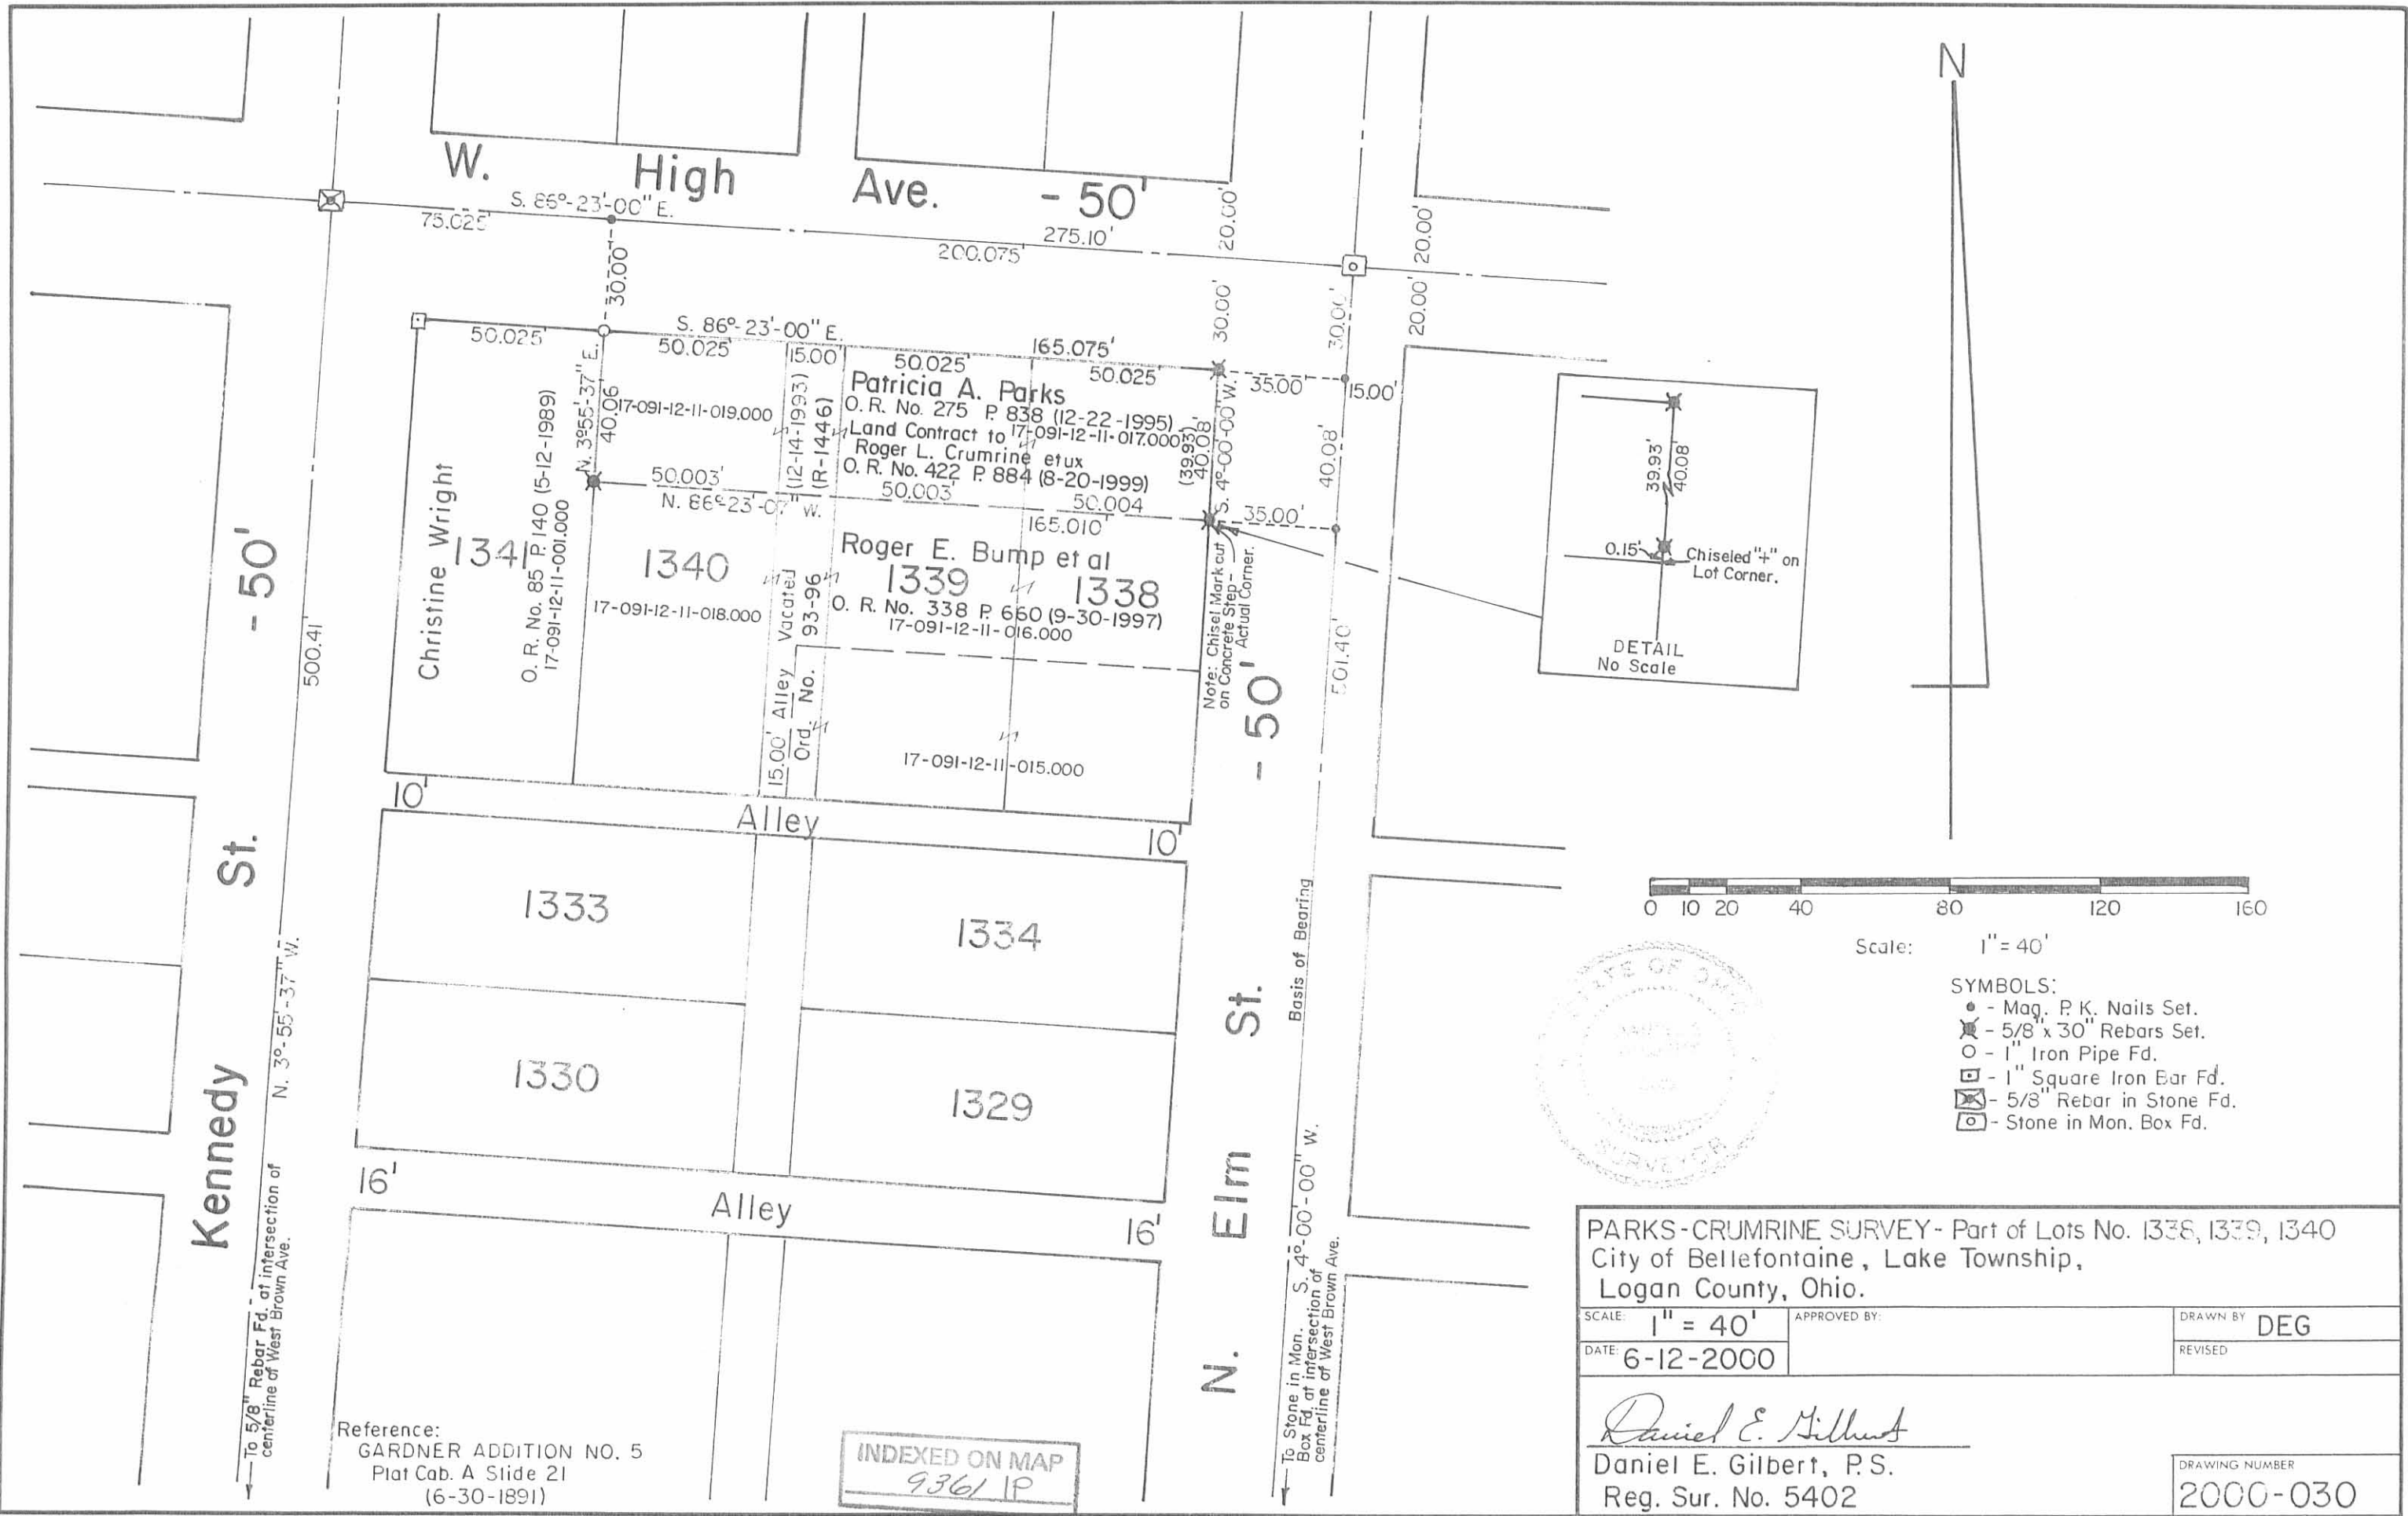 N
W. High Ave. - 50'
S. 86°-23'-00" E.
75.025'
275.10'
200.075'
20.00'
20.00'
20.00'
30.00'
30.00'
30.00'
S. 86°-23'-00" E.
50.025'
50.025'
15.00'
50.025'
165.075'
50.025'
35.00'
15.00'
N. 3°55'-37" E.
40.06'
17-091-12-11-019.000
(12-14-1993)
(R-1446)
Patricia A. Parks
O. R. No. 275 P. 838 (12-22-1995)
Land Contract to 17-091-12-11-017.000
Roger L. Crumrine etux
O. R. No. 422 P. 884 (8-20-1999)
(39.93')
40.08'
S. 4°-00'-00" W.
40.08'
50.003'
N. 86°-23'-07" W.
50.003'
50.004
165.010'
35.00'
Christine Wright
1341
O. R. No. 85 P. 140 (5-12-1989)
17-091-12-11-001.000
1340
17-091-12-11-018.000
15.00' Alley Vacated
Ord. No. 93-96
Roger E. Bump et al
1339 1338
O. R. No. 338 P. 660 (9-30-1997)
17-091-12-11-016.000
17-091-12-11-015.000
Note: Chisel Mark cut
on Concrete Step-
Actual Corner.
39.93'
40.08'
0.15'
Chiseled "+" on
Lot Corner.
DETAIL
No Scale
10'
Alley
10'
1333
1334
1330
1329
16'
Alley
16'
Kennedy St. - 50'
500.41'
N. 3°-55'-37" W.
To 5/8" Rebar Fd. at intersection of
centerline of West Brown Ave.
N. Elm St. - 50'
501.40'
Basis of Bearing
S. 4°-00'-00" W.
To Stone in Mon.
Box Fd. at intersection of
centerline of West Brown Ave.
0 10 20 40 80 120 160
Scale: 1" = 40'
SYMBOLS:
- Mag. P. K. Nails Set.
- 5/8" x 30" Rebars Set.
- 1" Iron Pipe Fd.
- 1" Square Iron Bar Fd.
- 5/8" Rebar in Stone Fd.
- Stone in Mon. Box Fd.
STATE OF OHIO
SURVEYOR
Reference:
GARDNER ADDITION NO. 5
Plat Cab. A Slide 21
(6-30-1891)
INDEXED ON MAP
9361 1P
PARKS-CRUMRINE SURVEY- Part of Lots No. 1338, 1339, 1340
City of Bellefontaine, Lake Township,
Logan County, Ohio.
SCALE: 1" = 40'
APPROVED BY:
DRAWN BY DEG
DATE: 6-12-2000
REVISED
Daniel E. Gilbert
Daniel E. Gilbert, P.S.
Reg. Sur. No. 5402
DRAWING NUMBER
2000-030